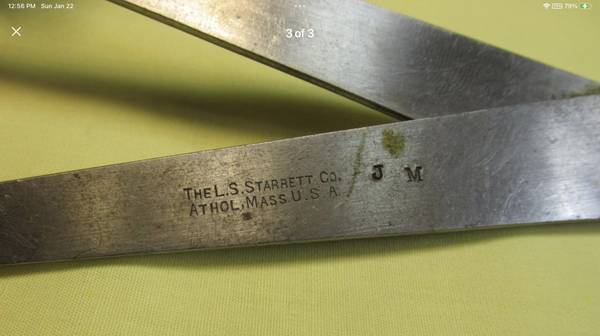 12:56 PM Sun Jan 22
79%
3 of 3
THE L.S. STARRETT CO.
ATHOL, MASS. U.S.A.
J M